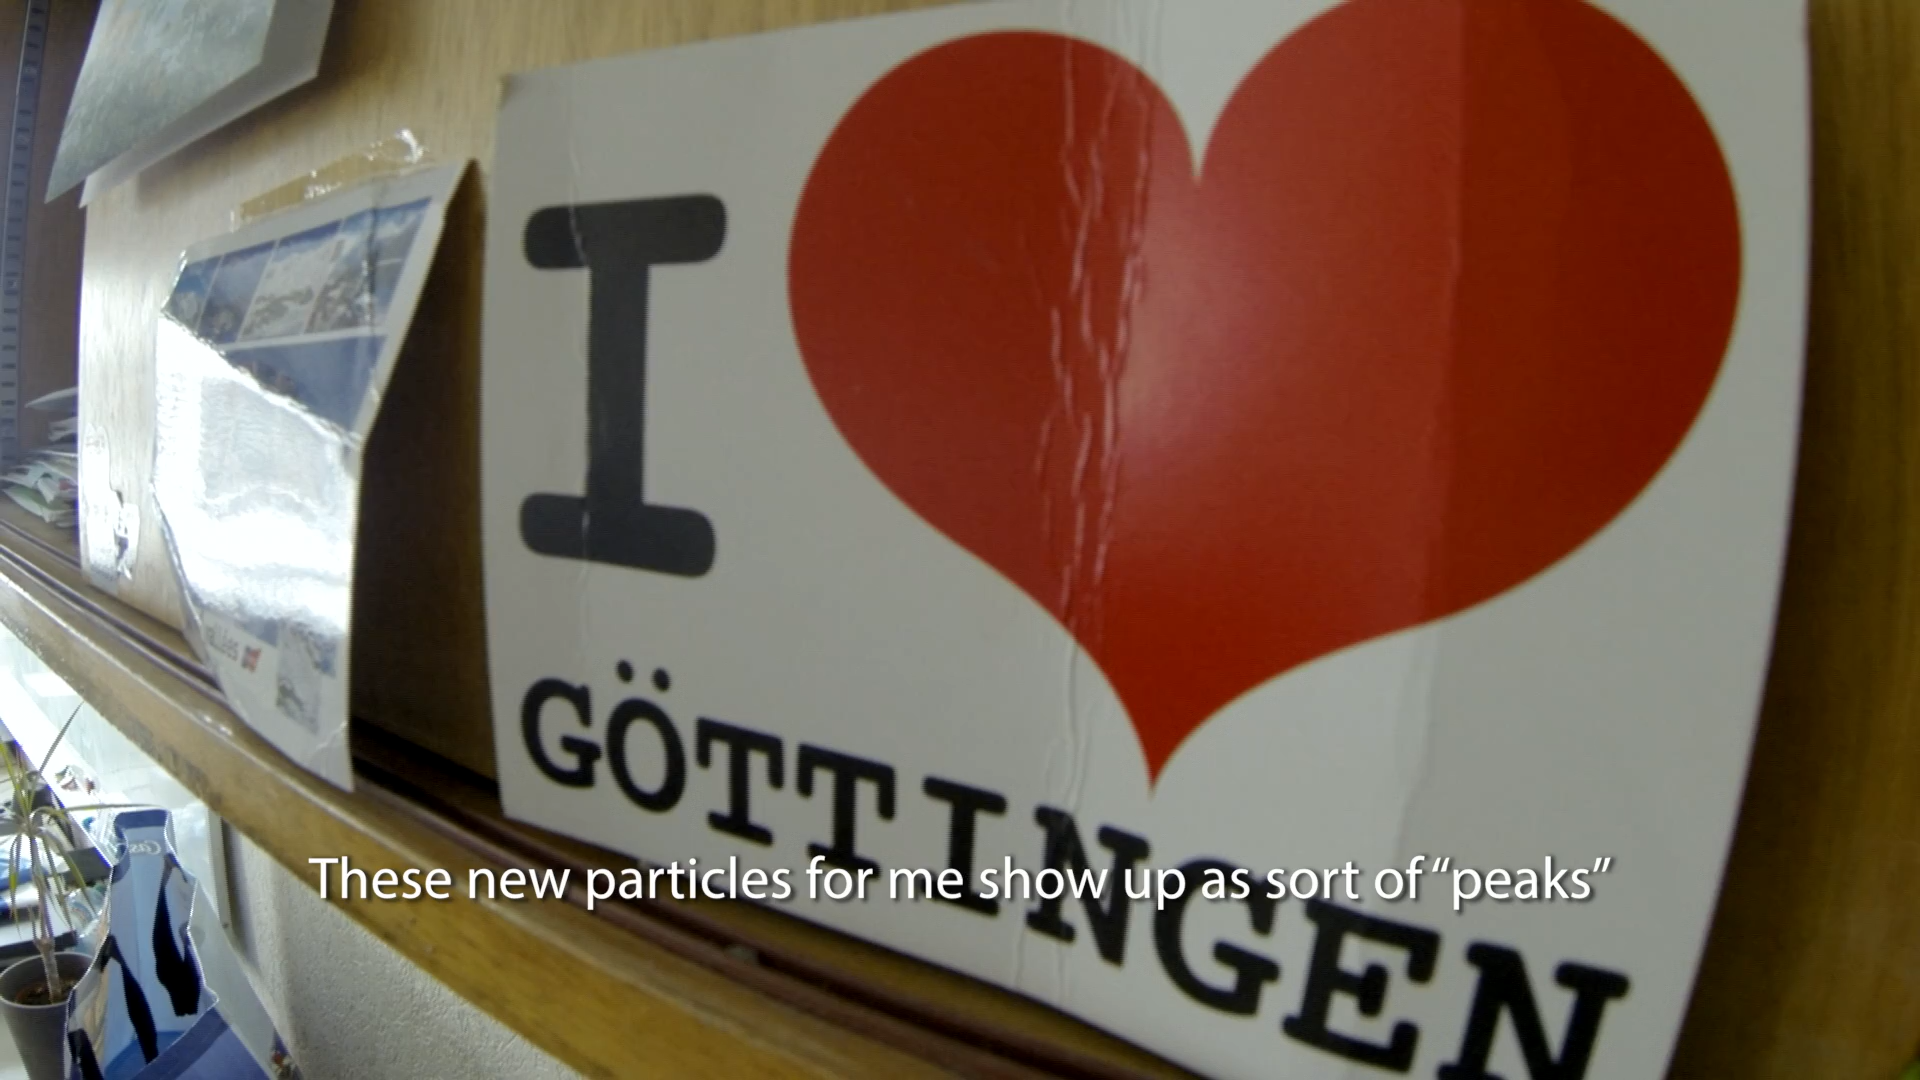 I
GÖTTINGEN
These new particles for me show up as sort of “peaks”